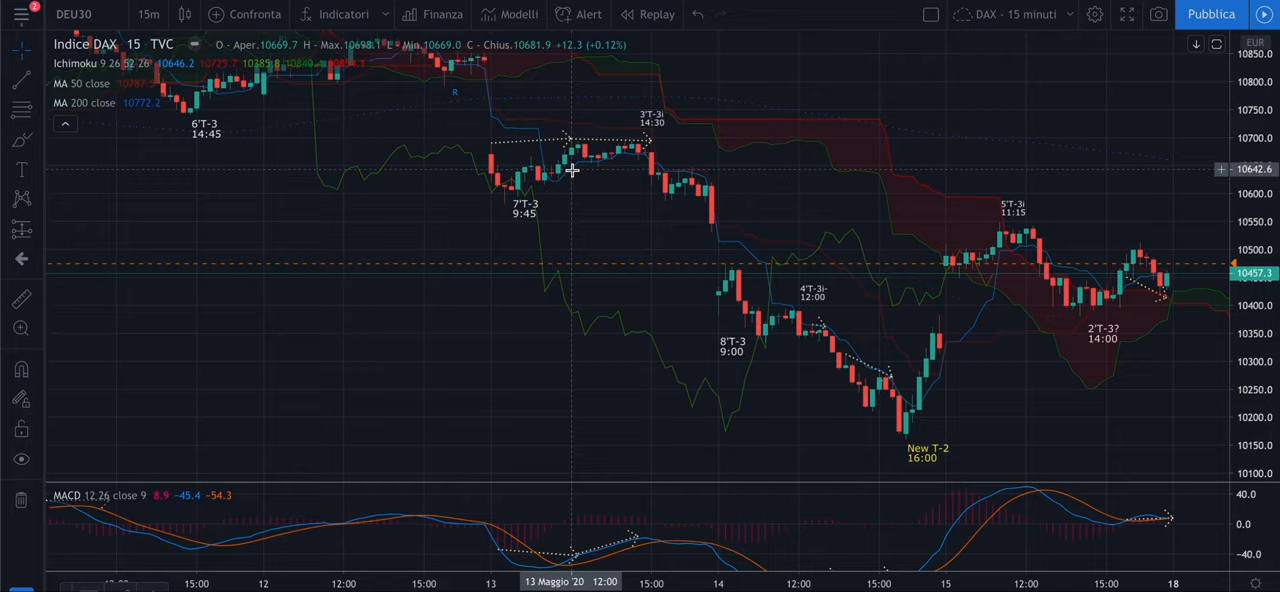 2
DEU30 15m Confronta Indicatori Finanza Modelli Alert Replay DAX - 15 minuti Pubblica
Indice DAX 15 TVC O - Aper.10669.7 H - Max.10698.1 L - Min.10669.0 C - Chius.10681.9 +12.3 (+0.12%)
EUR
Ichimoku 9 26 52 26 10646.2 10725.7 10385.8
MA 50 close 10787.5
MA 200 close 10772.2
R
6'T-3
14:45
3'T-3i
14:30
7'T-3
9:45
5'T-3i
11:15
4'T-3i-
12:00
8'T-3
9:00
2'T-3?
14:00
New T-2
16:00
10850.0
10800.0
10750.0
10700.0
10642.6
10600.0
10550.0
10500.0
10457.3
10400.0
10350.0
10300.0
10250.0
10200.0
10150.0
10100.0
MACD 12 26 close 9 8.9 -45.4 -54.3
40.0
0.0
-40.0
15:00 12 12:00 15:00 13 13 Maggio '20 12:00 15:00 14 12:00 15:00 15 12:00 15:00 18